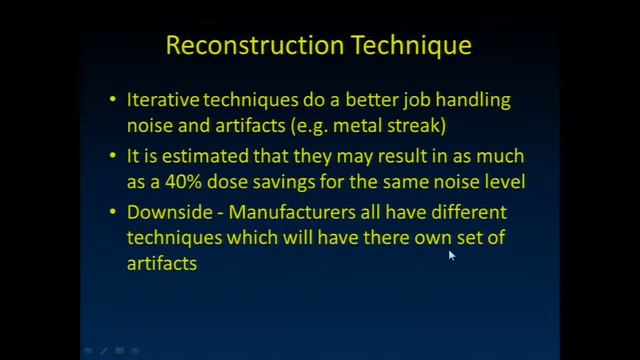 Reconstruction Technique
• Iterative techniques do a better job handling
noise and artifacts (e.g. metal streak)
• It is estimated that they may result in as much
as a 40% dose savings for the same noise level
• Downside - Manufacturers all have different
techniques which will have there own set of
artifacts